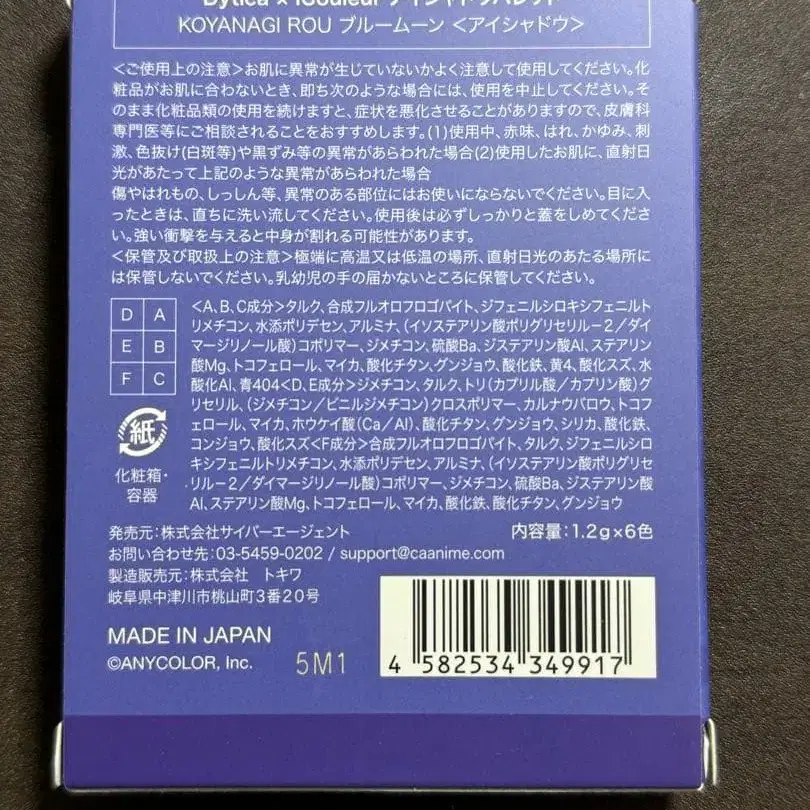 Dytica × iCouleur アイシャドウパレット
KOYANAGI ROU ブルームーン <アイシャドウ>
<ご使用上の注意>お肌に異常が生じていないかよく注意して使用してください。化
粧品がお肌に合わないとき、即ち次のような場合には、使用を中止してください。そ
のまま化粧品類の使用を続けますと、症状を悪化させることがありますので、皮膚科
専門医等にご相談されることをおすすめします。(1)使用中、赤味、はれ、かゆみ、刺
激、色抜け(白斑等)や黒ずみ等の異常があらわれた場合(2)使用したお肌に、直射日
光があたって上記のような異常があらわれた場合
傷やはれもの、しっしん等、異常のある部位にはお使いにならないでください。目に入
ったときは、直ちに洗い流してください。使用後は必ずしっかりと蓋をしめてくださ
い。強い衝撃を与えると中身が割れる可能性があります。
<保管及び取扱上の注意>極端に高温又は低温の場所、直射日光のあたる場所に
は保管しないでください。乳幼児の手の届かないところに保管してください。
D A
E B
F C
<A、B、C成分>タルク、合成フルオロフロゴパイト、ジフェニルシロキシフェニルト
リメチコン、水添ポリデセン、アルミナ、(イソステアリン酸ポリグリセリル-2/ダイ
マージリノール酸)コポリマー、ジメチコン、硫酸Ba、ジステアリン酸Al、ステアリ
ン酸Mg、トコフェロール、マイカ、酸化チタン、グンジョウ、酸化鉄、黄4、酸化スズ、水
酸化Al、青404<D、E成分>ジメチコン、タルク、トリ(カプリル酸/カプリン酸)グ
リセリル、(ジメチコン/ビニルジメチコン)クロスポリマー、カルナウバロウ、トコフ
ェロール、マイカ、ホウケイ酸(Ca/Al)、酸化チタン、グンジョウ、シリカ、酸化鉄、
コンジョウ、酸化スズ<F成分>合成フルオロフロゴパイト、タルク、ジフェニルシロ
キシフェニルトリメチコン、水添ポリデセン、アルミナ、(イソステアリン酸ポリグリセ
リル-2/ダイマージリノール酸)コポリマー、ジメチコン、硫酸Ba、ジステアリン酸
Al、ステアリン酸Mg、トコフェロール、マイカ、酸化鉄、酸化チタン、グンジョウ
紙
化粧箱・
容器
発売元:株式会社サイバーエージェント
内容量:1.2g×6色
お問い合わせ先:03-5459-0202 / support@caanime.com
製造販売元:株式会社 トキワ
岐阜県中津川市桃山町3番20号
MADE IN JAPAN
©ANYCOLOR, Inc.
5M1
4 582534 349917